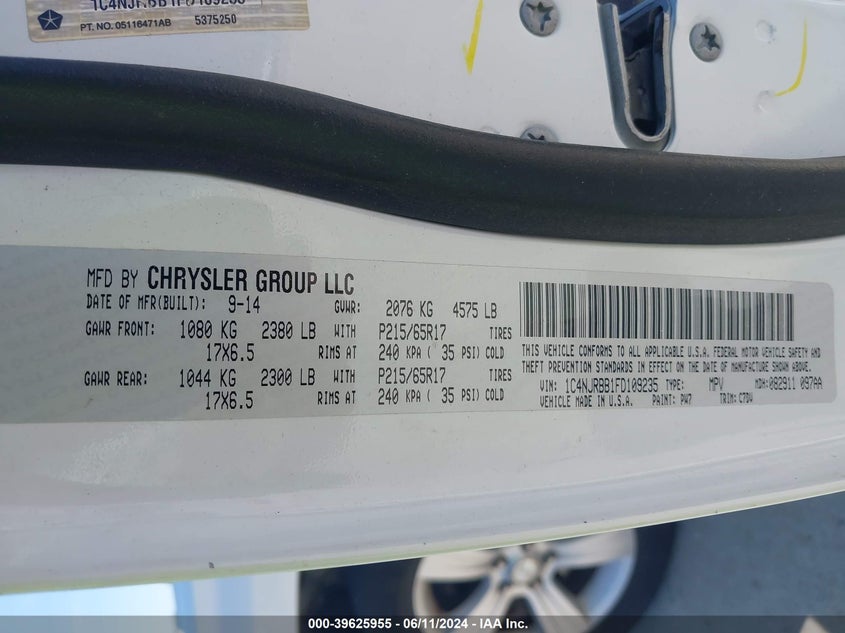 PT. NO. 05116471AB 5375250
MFD BY CHRYSLER GROUP LLC
DATE OF MFR(BUILT): 9-14 GVWR: 2076 KG 4575 LB
GAWR FRONT: 1080 KG 2380 LB WITH P215/65R17 TIRES
17X6.5 RIMS AT 240 KPA ( 35 PSI) COLD
GAWR REAR: 1044 KG 2300 LB WITH P215/65R17 TIRES
17X6.5 RIMS AT 240 KPA ( 35 PSI) COLD
THIS VEHICLE CONFORMS TO ALL APPLICABLE U.S.A. FEDERAL MOTOR VEHICLE SAFETY AND
THEFT PREVENTION STANDARDS IN EFFECT ON THE DATE OF MANUFACTURE SHOWN ABOVE.
VIN: 1C4NJRBB1FD109235 TYPE: MPV MDH: 082911 097AA
VEHICLE MADE IN U.S.A. PAINT: PW7 TRIM: C7DV
000-39625955 - 06/11/2024 - IAA Inc.